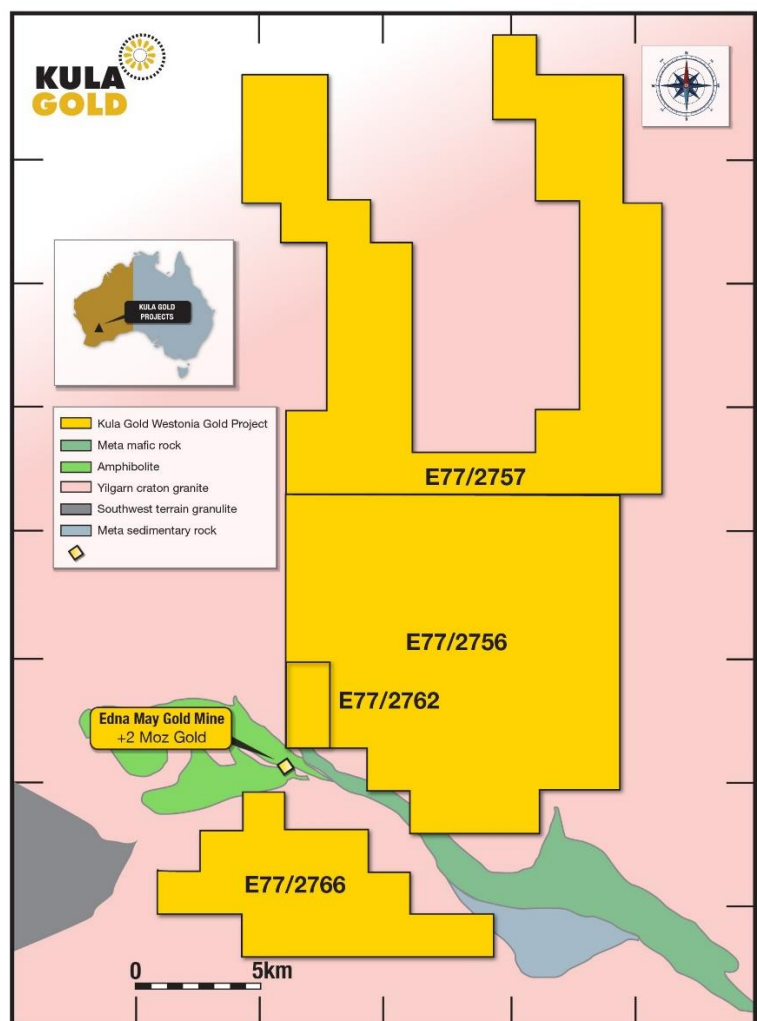 KULA
GOLD
KULA GOLD
PROJECTS
Kula Gold Westonia Gold Project
Meta mafic rock
Amphibolite
Yilgarn craton granite
Southwest terrain granulite
Meta sedimentary rock
E77/2757
E77/2756
E77/2762
Edna May Gold Mine
+2 Moz Gold
E77/2766
0 5km